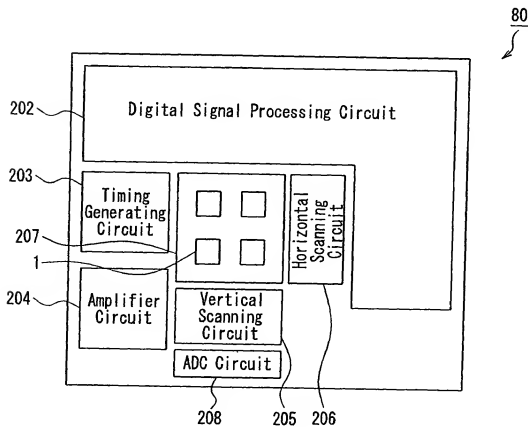 80
202
Digital Signal Processing Circuit
203
Timing
Generating
Circuit
207
1
Horizontal
Scanning
Circuit
204
Amplifier
Circuit
Vertical
Scanning
Circuit
ADC Circuit
208
205
206